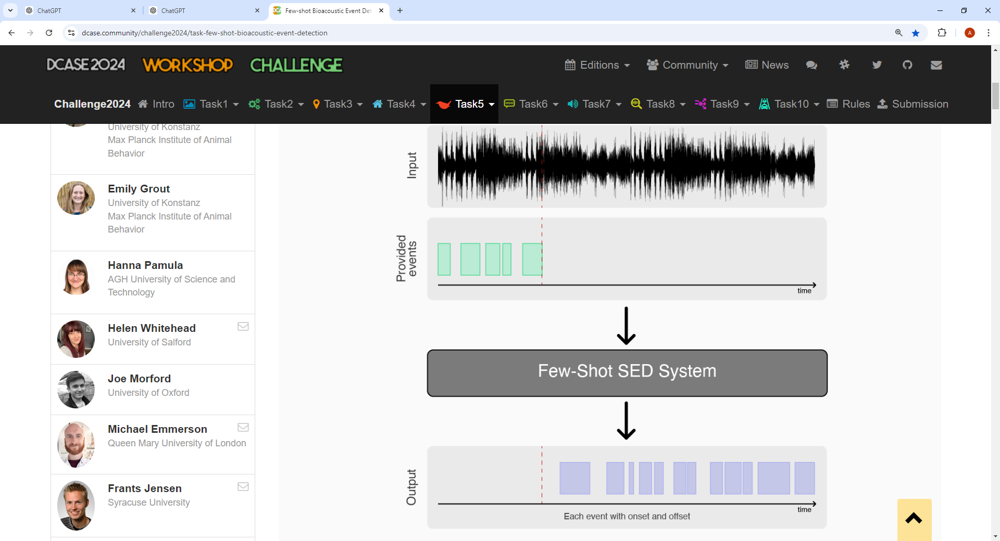 ChatGPT
ChatGPT
Few-shot Bioacoustic Event Det
dcase.community/challenge2024/task-few-shot-bioacoustic-event-detection
A
DCASE2024
WORKSHOP
CHALLENGE
Editions
Community
News
Challenge2024
Intro
Task1
Task2
Task3
Task4
Task5
Task6
Task7
Task8
Task9
Task10
Rules
Submission
University of Konstanz
Max Planck Institute of Animal
Behavior
Emily Grout
University of Konstanz
Max Planck Institute of Animal
Behavior
Hanna Pamula
AGH University of Science and
Technology
Helen Whitehead
University of Salford
Joe Morford
University of Oxford
Michael Emmerson
Queen Mary University of London
Frants Jensen
Syracuse University
Input
Provided
events
time
Few-Shot SED System
Output
time
Each event with onset and offset